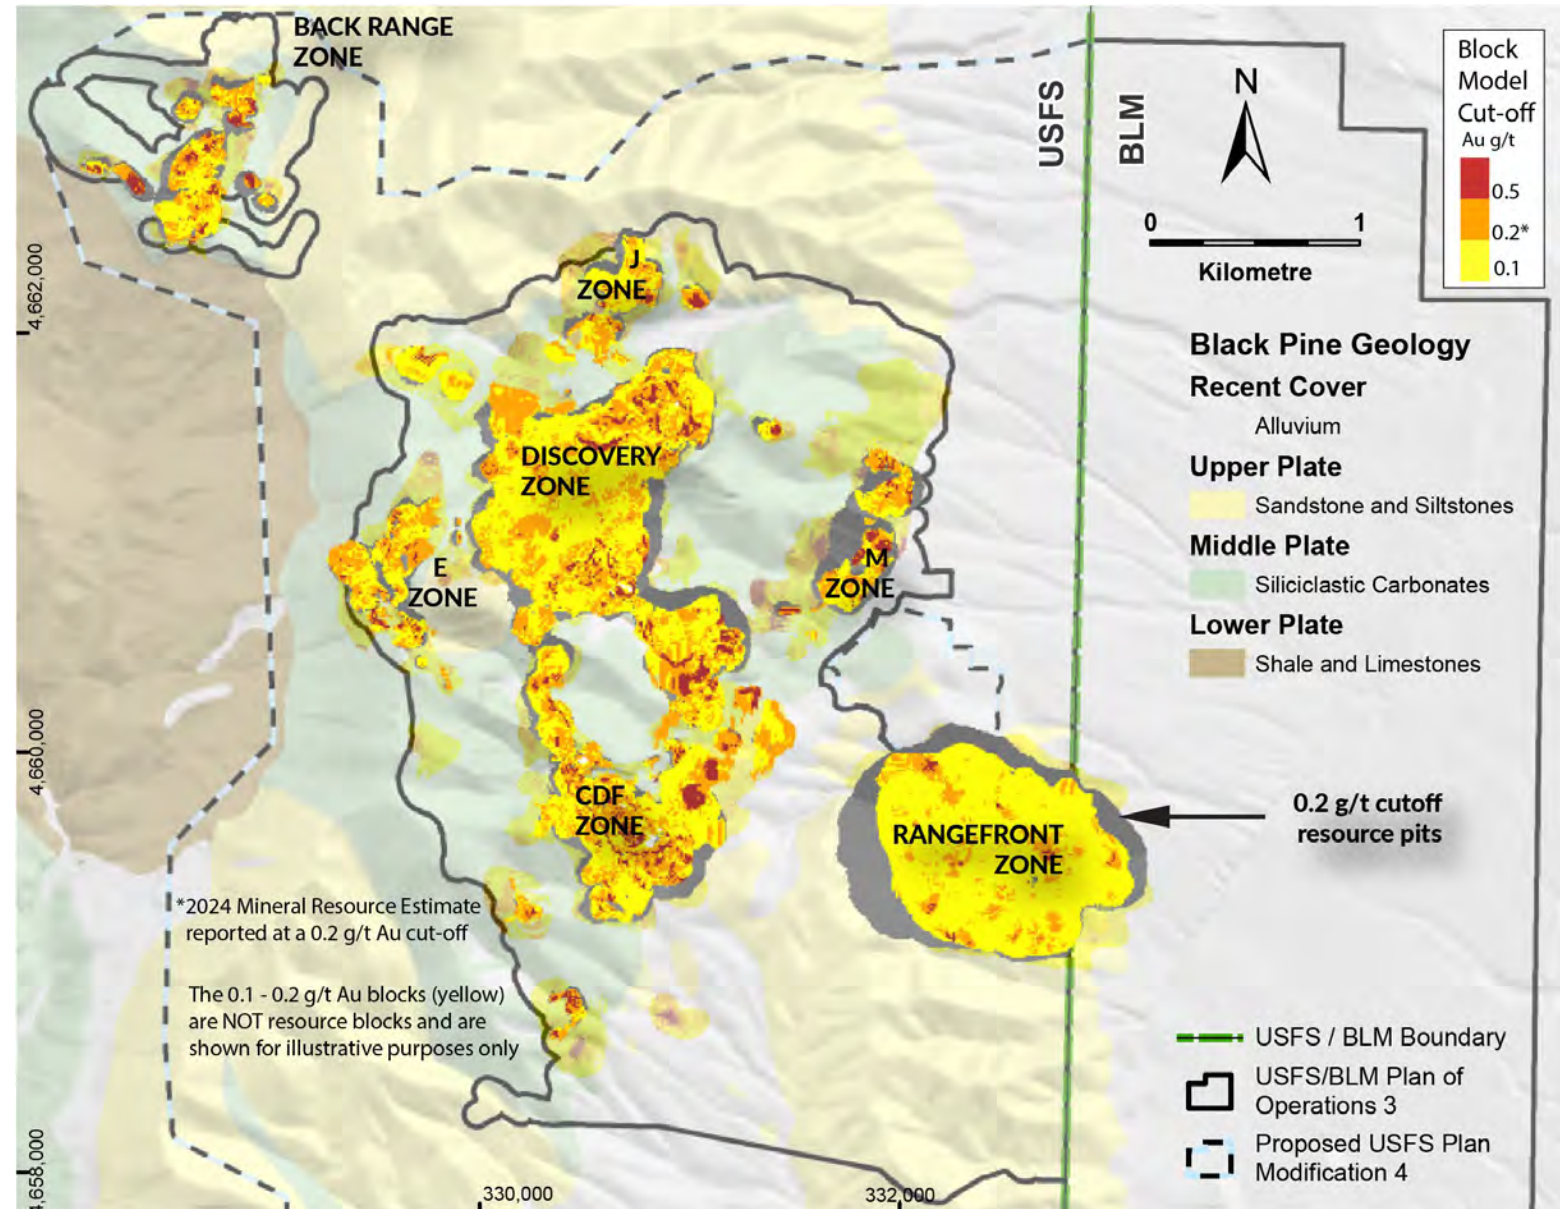 BACK RANGE
ZONE
USFS
BLM
N
0 1
Kilometre
Block
Model
Cut-off
Au g/t
0.5
0.2*
0.1
4,662,000
J
ZONE
DISCOVERY
ZONE
E
ZONE
M
ZONE
4,660,000
CDF
ZONE
RANGEFRONT
ZONE
0.2 g/t cutoff
resource pits
Black Pine Geology
Recent Cover
Alluvium
Upper Plate
Sandstone and Siltstones
Middle Plate
Siliciclastic Carbonates
Lower Plate
Shale and Limestones
*2024 Mineral Resource Estimate
reported at a 0.2 g/t Au cut-off
The 0.1 - 0.2 g/t Au blocks (yellow)
are NOT resource blocks and are
shown for illustrative purposes only
USFS / BLM Boundary
USFS/BLM Plan of
Operations 3
Proposed USFS Plan
Modification 4
4,658,000
330,000
332,000